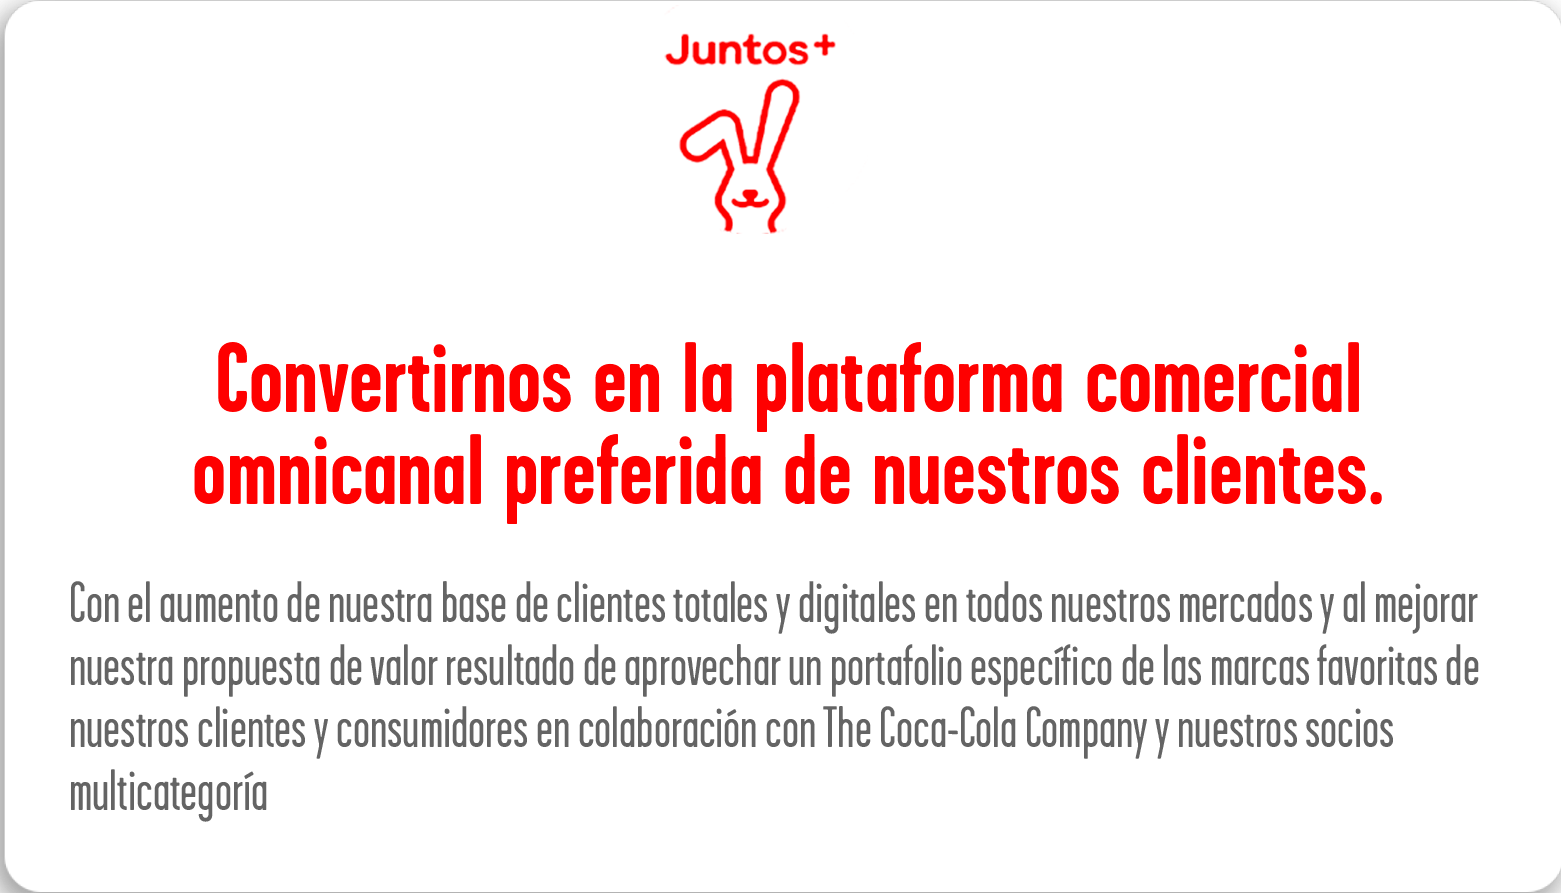 Juntos+
Convertirnos en la plataforma comercial
omnicanal preferida de nuestros clientes.
Con el aumento de nuestra base de clientes totales y digitales en todos nuestros mercados y al mejorar
nuestra propuesta de valor resultado de aprovechar un portafolio específico de las marcas favoritas de
nuestros clientes y consumidores en colaboración con The Coca-Cola Company y nuestros socios
multicategoría